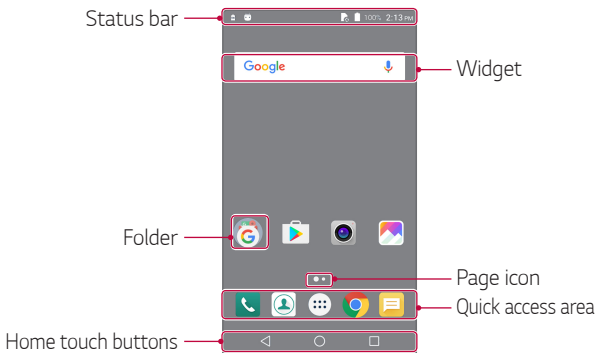 Status bar
100% 2:13 PM
Google
Widget
Folder
G
Page icon
Quick access area
Home touch buttons